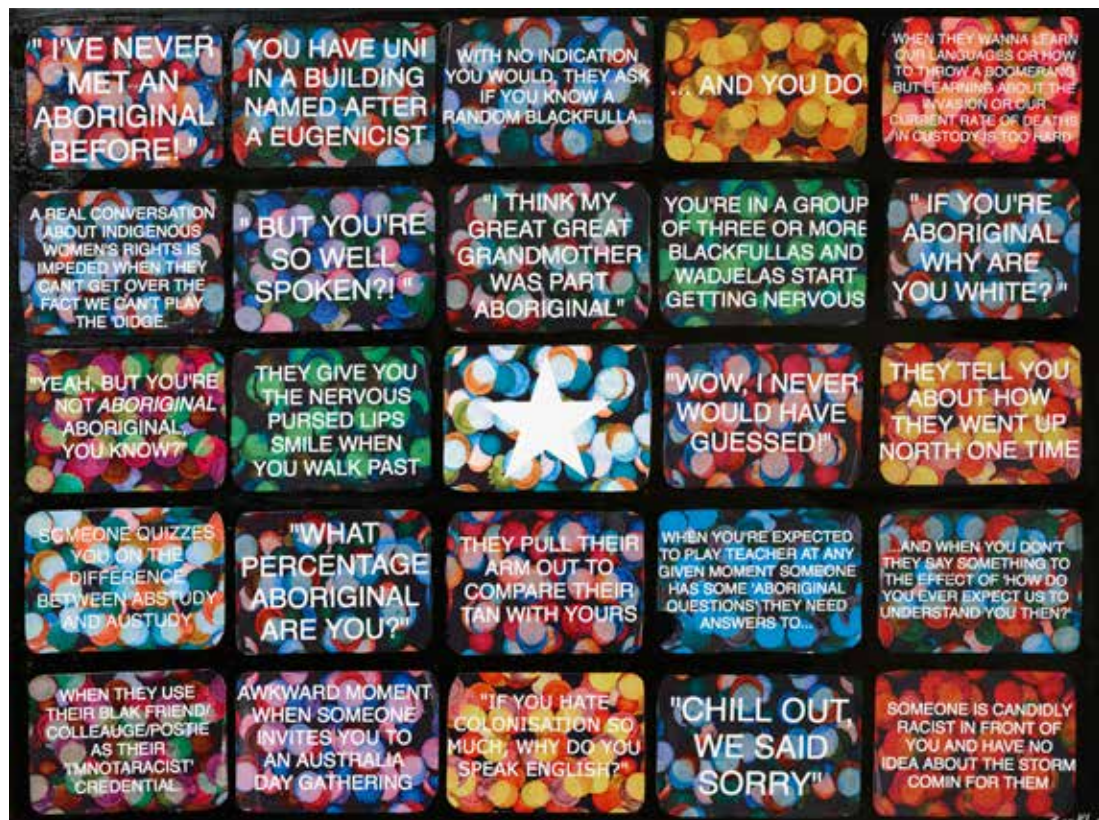 " I'VE NEVER
MET AN
ABORIGINAL
BEFORE! "
YOU HAVE UNI
IN A BUILDING
NAMED AFTER
A EUGENICIST
WITH NO INDICATION
YOU WOULD, THEY ASK
IF YOU KNOW A
RANDOM BLACKFULLA...
... AND YOU DO
WHEN THEY WANNA LEARN
OUR LANGUAGES OR HOW
TO THROW A BOOMERANG
BUT LEARNING ABOUT THE
INVASION OR OUR
CURRENT RATE OF DEATHS
IN CUSTODY IS TOO HARD
A REAL CONVERSATION
ABOUT INDIGENOUS
WOMEN'S RIGHTS IS
IMPEDED WHEN THEY
CAN'T GET OVER THE
FACT WE CAN'T PLAY
THE 'DIDGE.
" BUT YOU'RE
SO WELL
SPOKEN?! "
"I THINK MY
GREAT GREAT
GRANDMOTHER
WAS PART
ABORIGINAL"
YOU'RE IN A GROUP
OF THREE OR MORE
BLACKFULLAS AND
WADJELAS START
GETTING NERVOUS
" IF YOU'RE
ABORIGINAL
WHY ARE
YOU WHITE? "
"YEAH, BUT YOU'RE
NOT ABORIGINAL
ABORIGINAL,
YOU KNOW?"
THEY GIVE YOU
THE NERVOUS
PURSED LIPS
SMILE WHEN
YOU WALK PAST
"WOW, I NEVER
WOULD HAVE
GUESSED!"
THEY TELL YOU
ABOUT HOW
THEY WENT UP
NORTH ONE TIME
SOMEONE QUIZZES
YOU ON THE
DIFFERENCE
BETWEEN ABSTUDY
AND AUSTUDY
"WHAT
PERCENTAGE
ABORIGINAL
ARE YOU?"
THEY PULL THEIR
ARM OUT TO
COMPARE THEIR
TAN WITH YOURS
WHEN YOU'RE EXPECTED
TO PLAY TEACHER AT ANY
GIVEN MOMENT SOMEONE
HAS SOME 'ABORIGINAL
QUESTIONS' THEY NEED
ANSWERS TO...
...AND WHEN YOU DON'T
THEY SAY SOMETHING TO
THE EFFECT OF 'HOW DO
YOU EVER EXPECT US TO
UNDERSTAND YOU THEN?'
WHEN THEY USE
THEIR BLAK FRIEND/
COLLEAUGE/POSTIE
AS THEIR
'IMNOTARACIST'
CREDENTIAL
AWKWARD MOMENT
WHEN SOMEONE
INVITES YOU TO
AN AUSTRALIA
DAY GATHERING
"IF YOU HATE
COLONISATION SO
MUCH, WHY DO YOU
SPEAK ENGLISH?"
"CHILL OUT,
WE SAID
SORRY"
SOMEONE IS CANDIDLY
RACIST IN FRONT OF
YOU AND HAVE NO
IDEA ABOUT THE STORM
COMIN FOR THEM